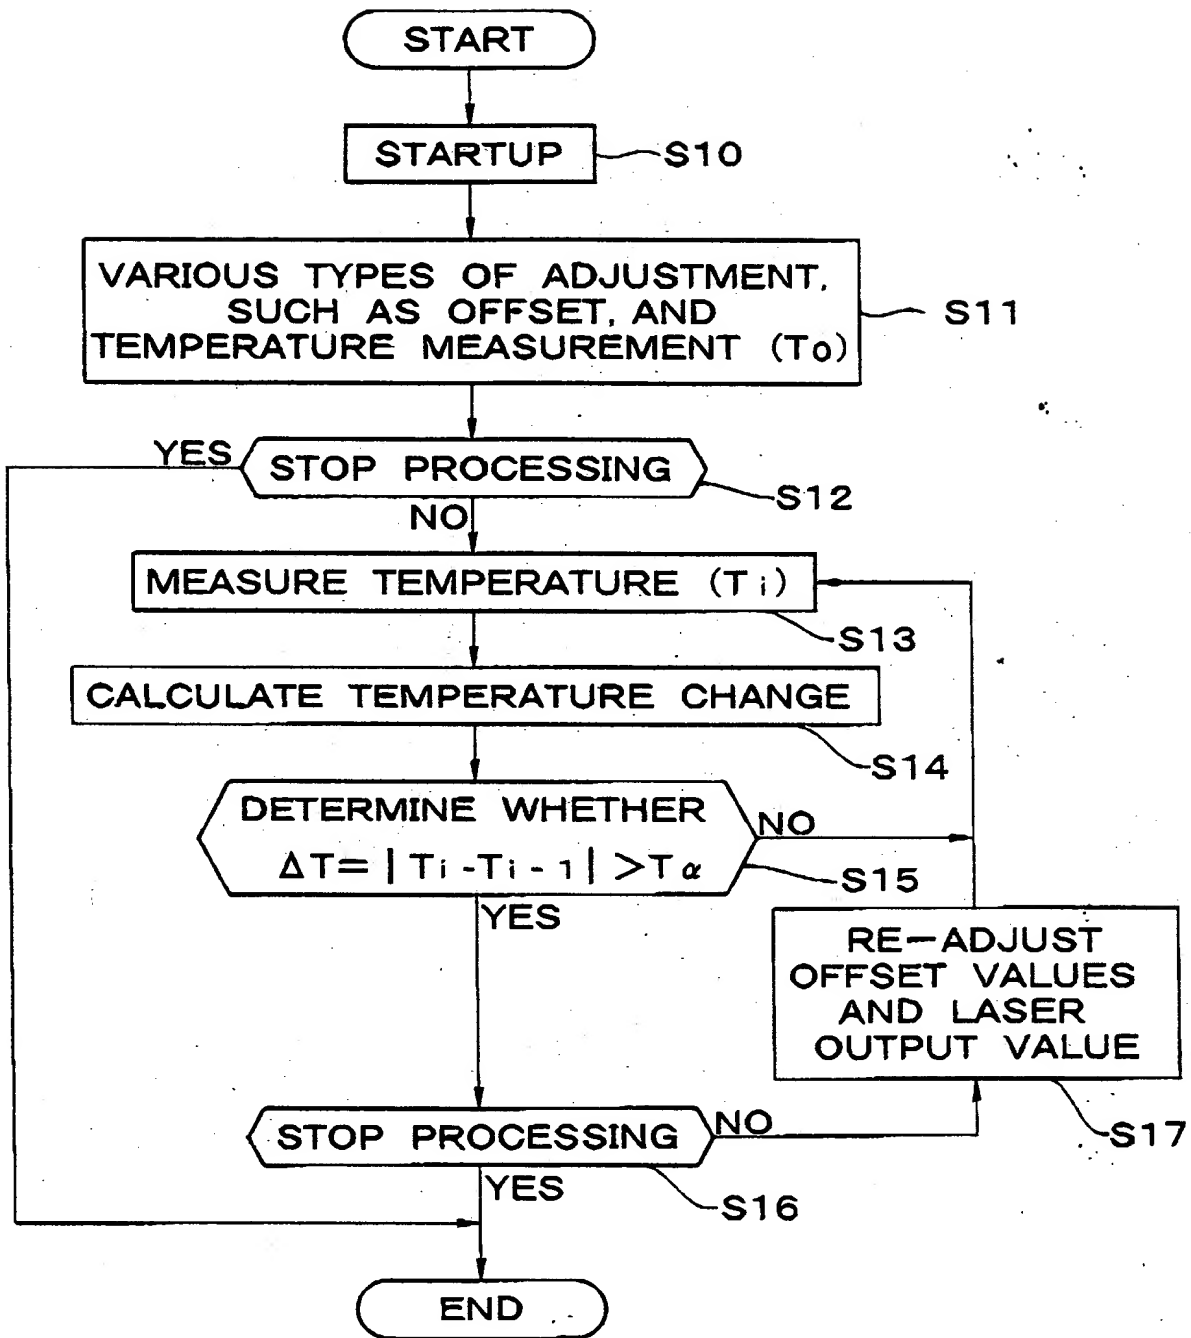 START
STARTUP
S10
VARIOUS TYPES OF ADJUSTMENT,
SUCH AS OFFSET, AND
TEMPERATURE MEASUREMENT (To)
S11
YES
STOP PROCESSING
S12
NO
MEASURE TEMPERATURE (Ti)
S13
CALCULATE TEMPERATURE CHANGE
S14
DETERMINE WHETHER
ΔT=|Ti-Ti-1|>Tα
NO
S15
YES
RE-ADJUST
OFFSET VALUES
AND LASER
OUTPUT VALUE
S17
STOP PROCESSING
NO
S16
YES
END